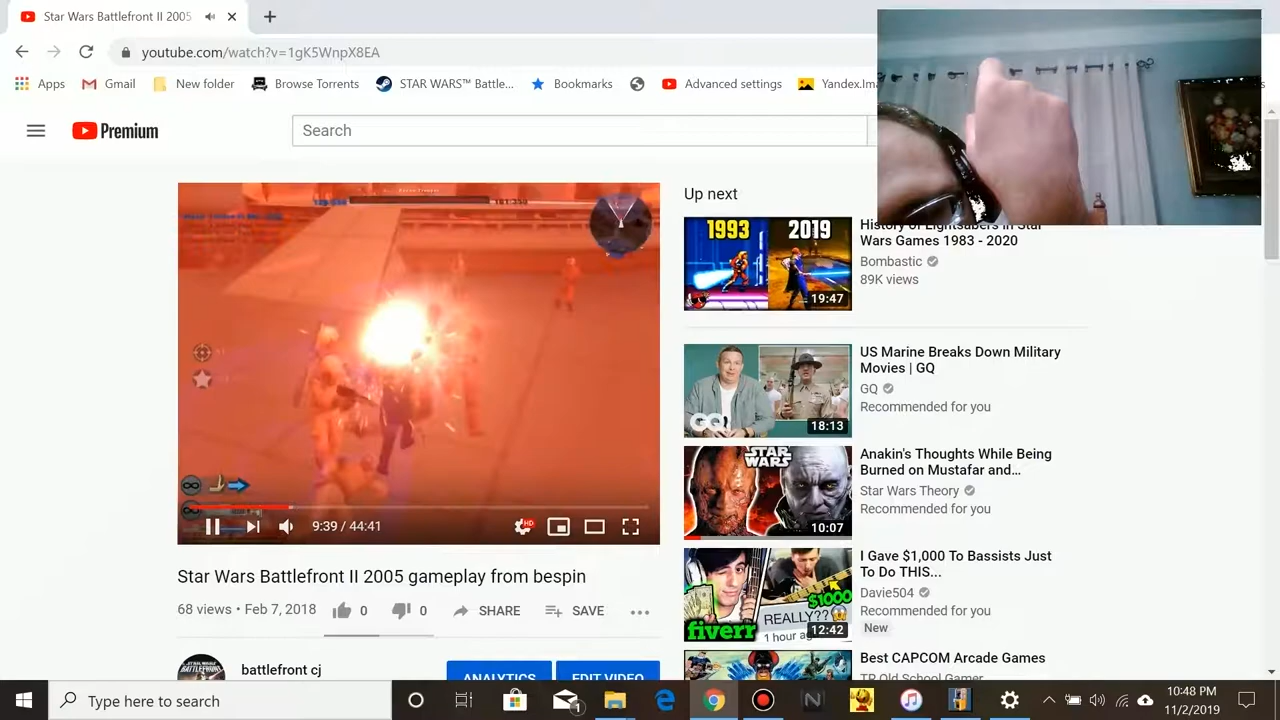 Star Wars Battlefront II 2005
youtube.com/watch?v=1gK5WnpX8EA
Apps
Gmail
New folder
Browse Torrents
STAR WARS™ Battle...
Bookmarks
Advanced settings
Yandex.Ima
Premium
Search
Up next
1993
2019
19:47
History of Lightsabers in Star
Wars Games 1983 - 2020
Bombastic
89K views
GQ
18:13
US Marine Breaks Down Military
Movies | GQ
GQ
Recommended for you
STAR
WARS
10:07
Anakin's Thoughts While Being
Burned on Mustafar and...
Star Wars Theory
Recommended for you
$1000
REALLY??
fiverr
1 hour ag
12:42
I Gave $1,000 To Bassists Just
To Do THIS...
Davie504
Recommended for you
New
Best CAPCOM Arcade Games
TR Old School Gamer
9:39 / 44:41
HD
Star Wars Battlefront II 2005 gameplay from bespin
68 views • Feb 7, 2018
0
0
SHARE
SAVE
battlefront cj
ANALYTICS
EDIT VIDEO
Type here to search
1
10:48 PM
11/2/2019